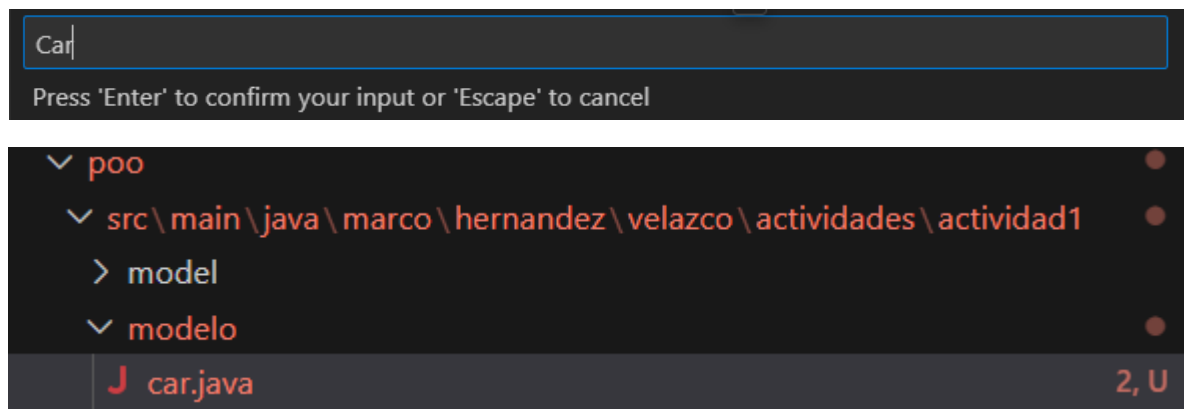 Car
Press 'Enter' to confirm your input or 'Escape' to cancel
poo
src\main\java\marco\hernandez\velazco\actividades\actividad1
model
modelo
J car.java 2, U